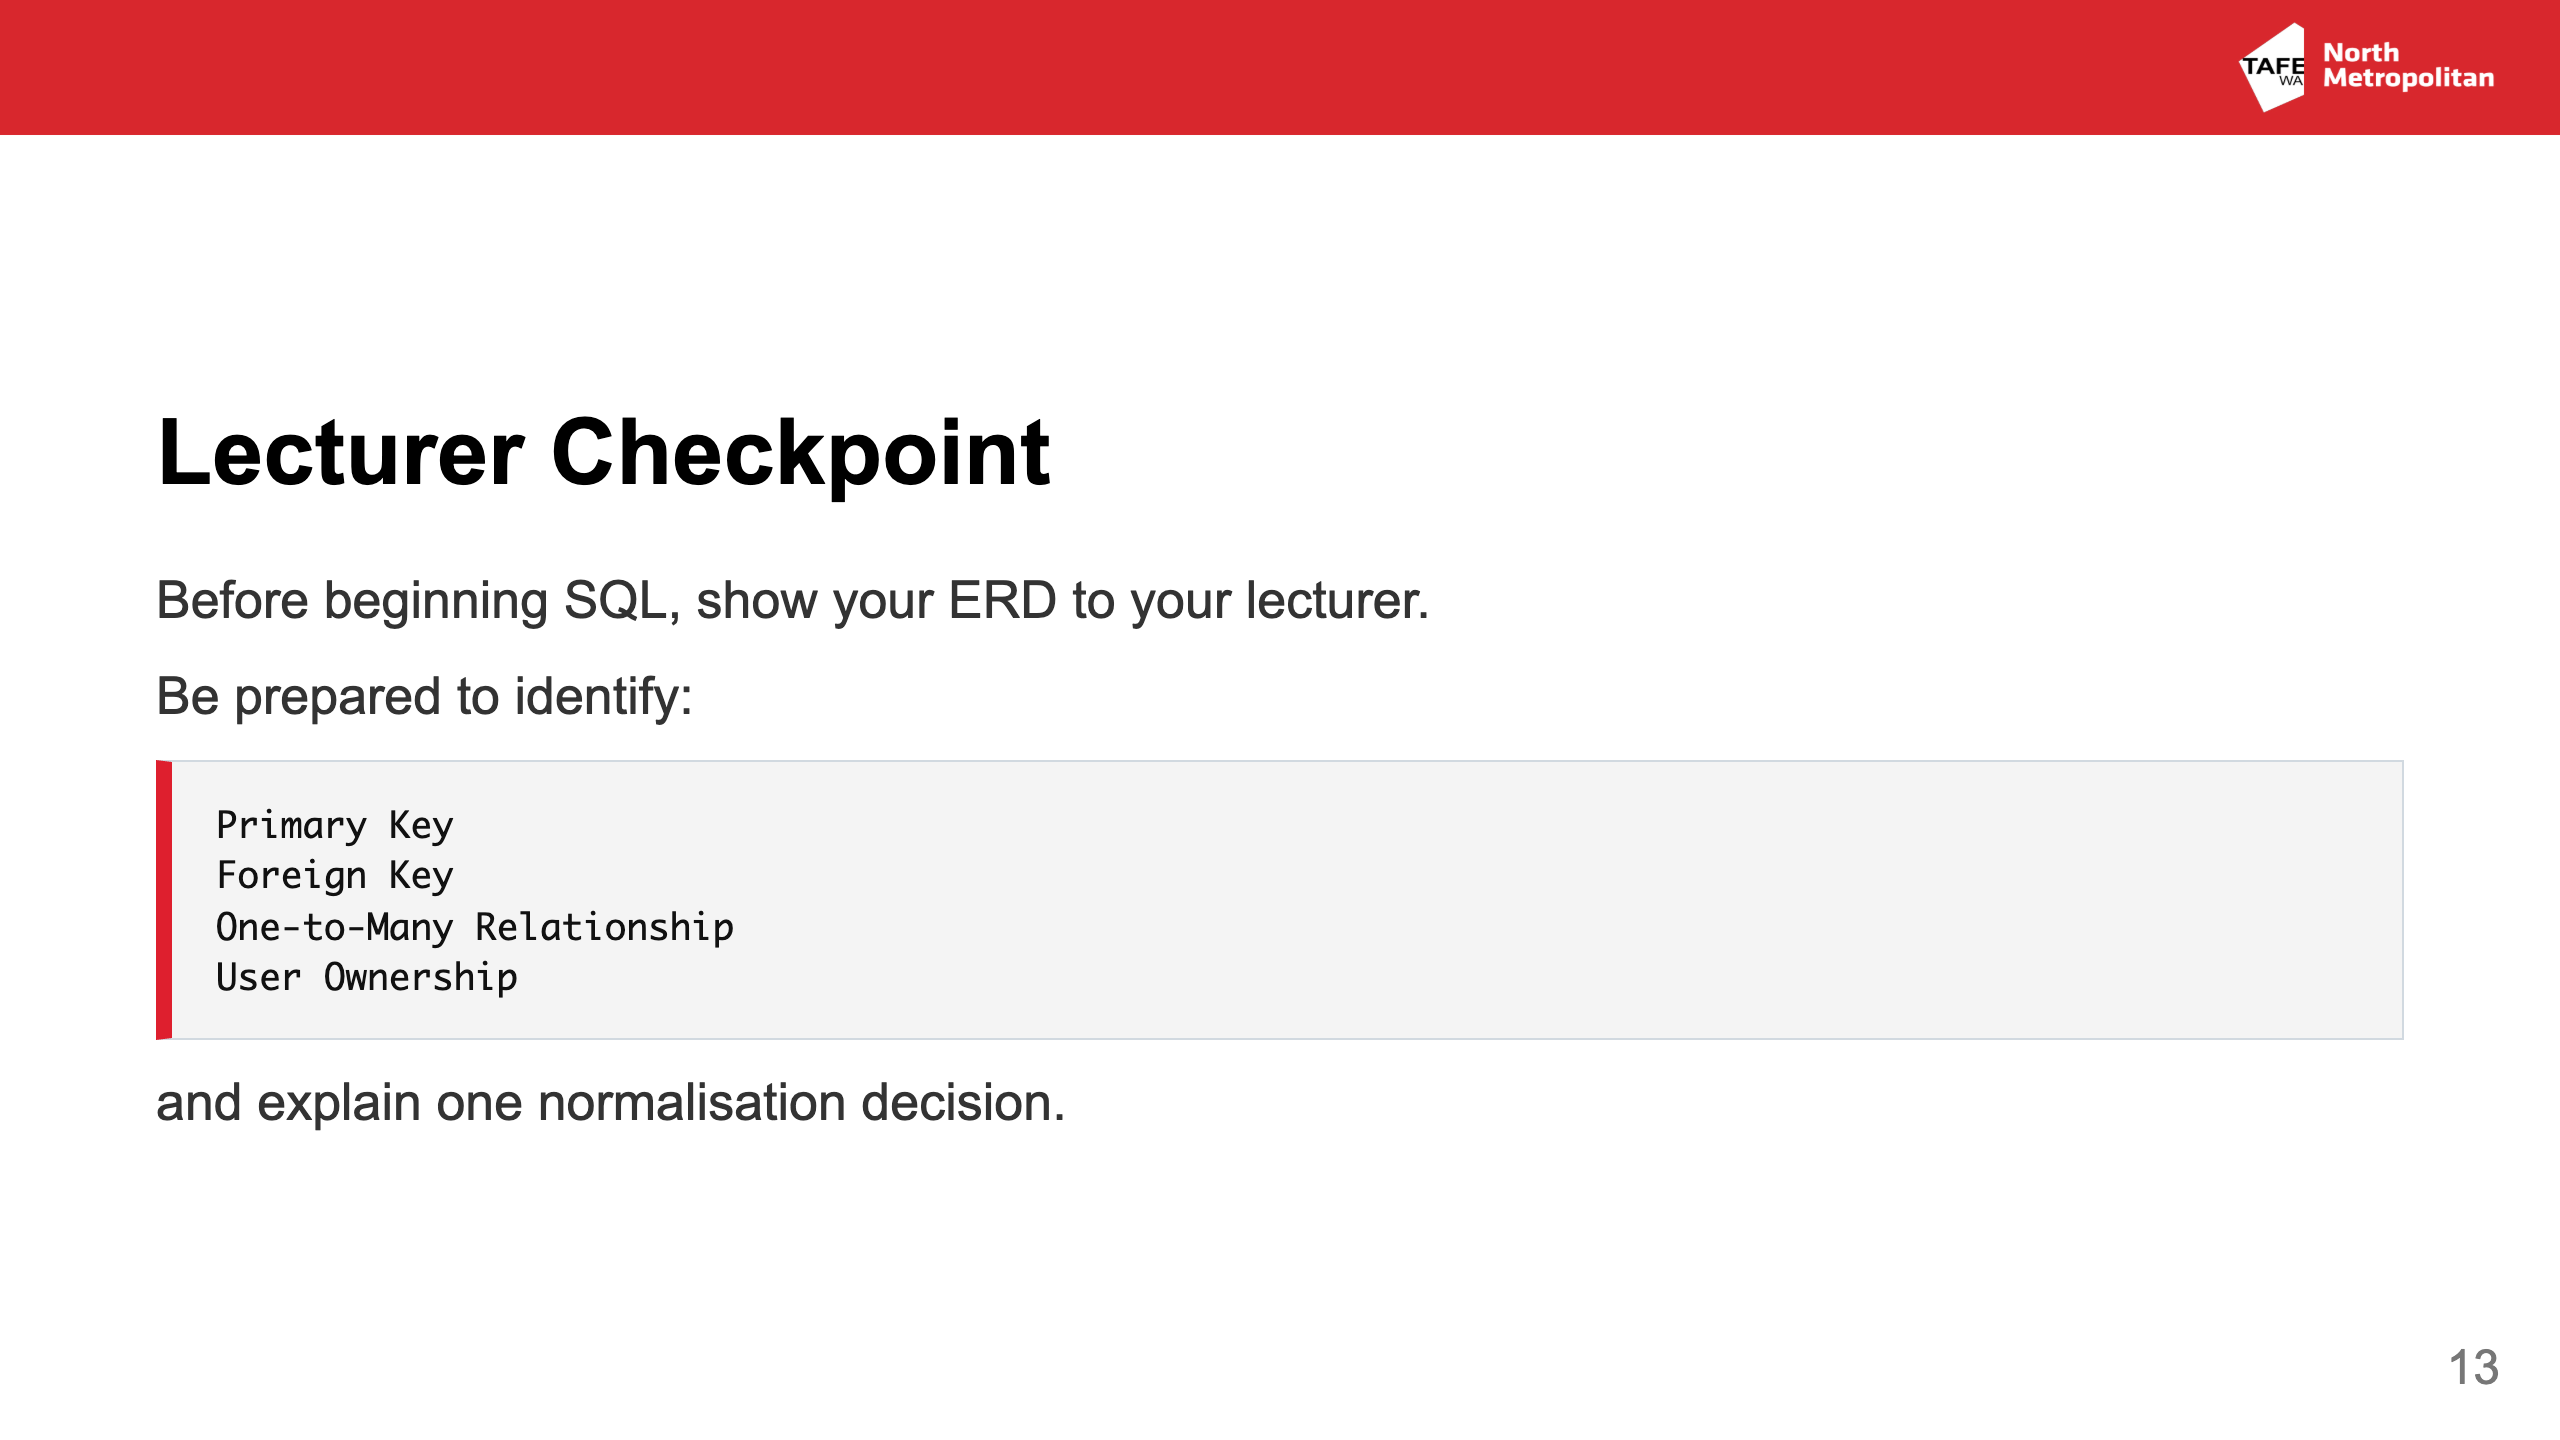 TAFE
WA
North
Metropolitan
Lecturer Checkpoint
Before beginning SQL, show your ERD to your lecturer.
Be prepared to identify:
Primary Key
Foreign Key
One-to-Many Relationship
User Ownership
and explain one normalisation decision.
13